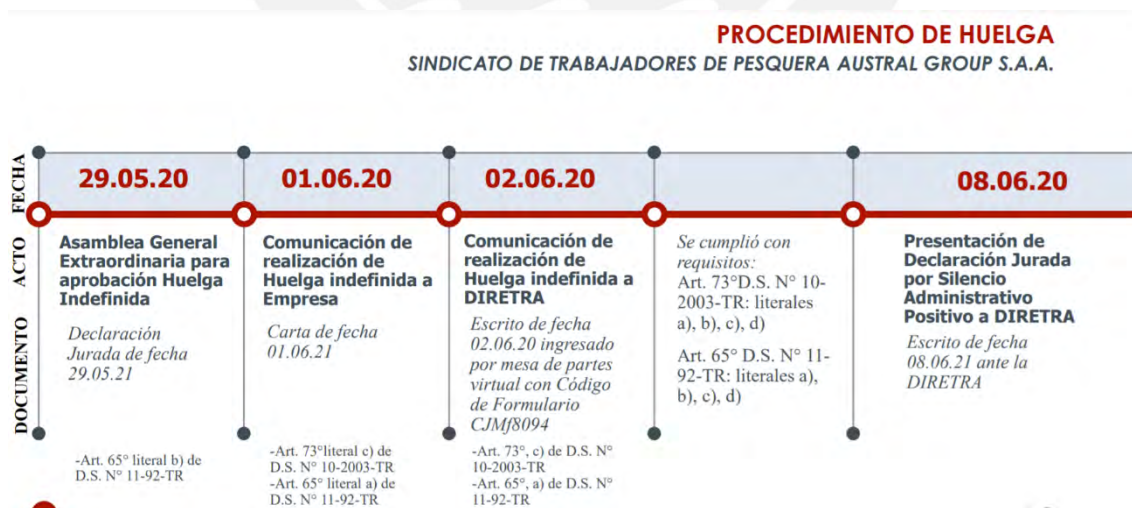 PROCEDIMIENTO DE HUELGA
SINDICATO DE TRABAJADORES DE PESQUERA AUSTRAL GROUP S.A.A.
FECHA
29.05.20
01.06.20
02.06.20
08.06.20
ACTO
Asamblea General
Extraordinaria para
aprobación Huelga
Indefinida
Comunicación de
realización de
Huelga indefinida a
Empresa
Comunicación de
realización de
Huelga indefinida a
DIRETRA
Se cumplió con
requisitos:
Art. 73°D.S. N° 10-
2003-TR: literales
a), b), c), d)
Art. 65° D.S. N° 11-
92-TR: literales a),
b), c), d)
Presentación de
Declaración Jurada
por Silencio
Administrativo
Positivo a DIRETRA
DOCUMENTO
Declaración
Jurada de fecha
29.05.21
Carta de fecha
01.06.21
Escrito de fecha
02.06.20 ingresado
por mesa de partes
virtual con Código
de Formulario
CJMf8094
Escrito de fecha
08.06.21 ante la
DIRETRA
-Art. 65° literal b) de
D.S. N° 11-92-TR
-Art. 73°literal c) de
D.S. N° 10-2003-TR
-Art. 65° literal a) de
D.S. N° 11-92-TR
-Art. 73°, c) de D.S. N°
10-2003-TR
-Art. 65°, a) de D.S. N°
11-92-TR